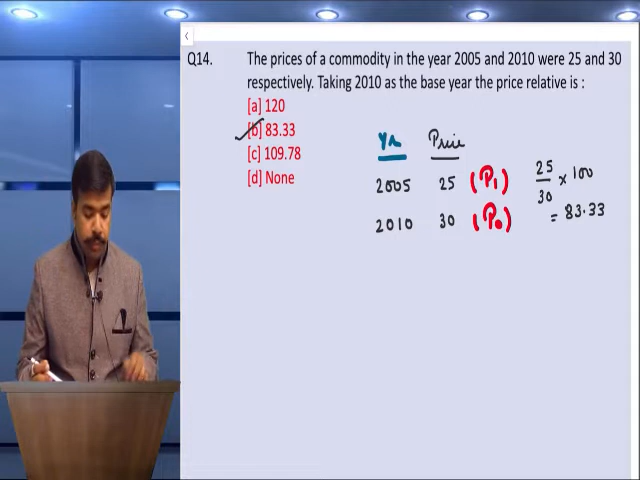 Q14. The prices of a commodity in the year 2005 and 2010 were 25 and 30
respectively. Taking 2010 as the base year the price relative is :
[a] 120
[b] 83.33
[c] 109.78
[d] None
Yr Price
2005 25 (P1)
2010 30 (P0)
25/30 × 100
= 83.33